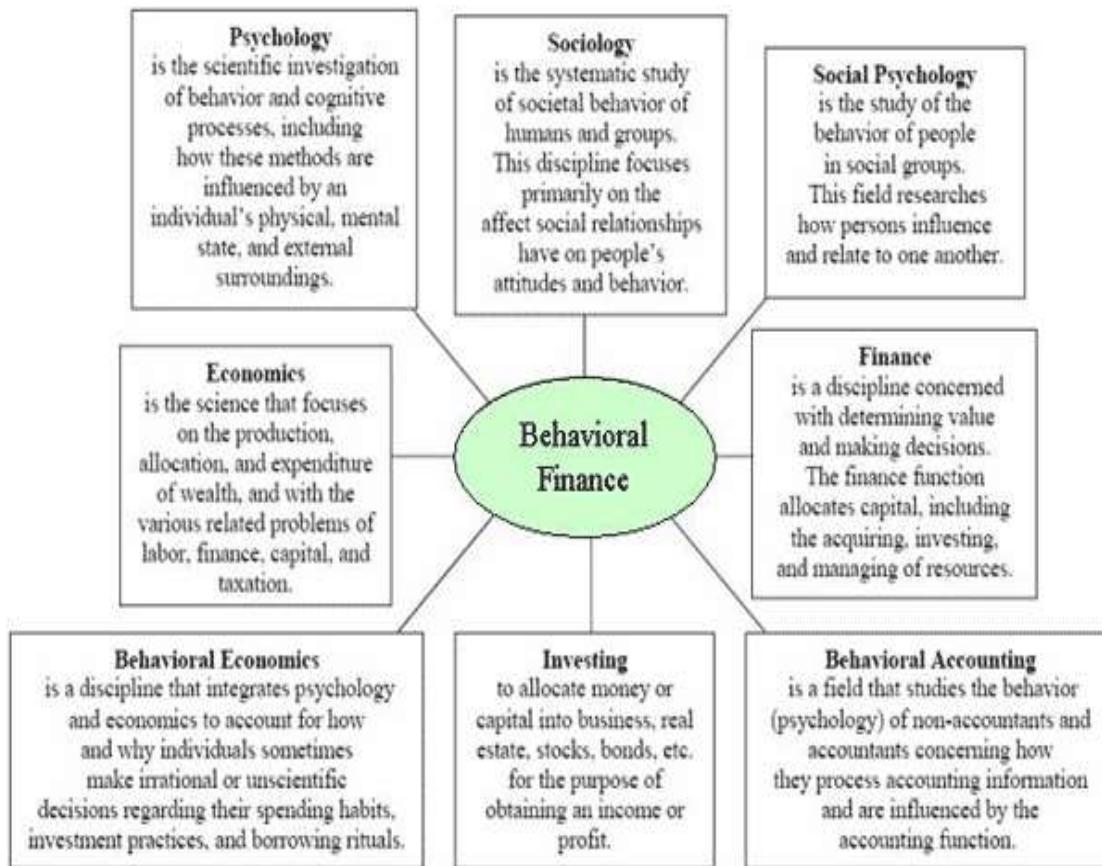 Psychology
is the scientific investigation
of behavior and cognitive
processes, including
how these methods are
influenced by an
individual's physical, mental
state, and external
surroundings.
Sociology
is the systematic study
of societal behavior of
humans and groups.
This discipline focuses
primarily on the
affect social relationships
have on people's
attitudes and behavior.
Social Psychology
is the study of the
behavior of people
in social groups.
This field researches
how persons influence
and relate to one another.
Economics
is the science that focuses
on the production,
allocation, and expenditure
of wealth, and with the
various related problems of
labor, finance, capital, and
taxation.
Behavioral
Finance
Finance
is a discipline concerned
with determining value
and making decisions.
The finance function
allocates capital, including
the acquiring, investing,
and managing of resources.
Behavioral Economics
is a discipline that integrates psychology
and economics to account for how
and why individuals sometimes
make irrational or unscientific
decisions regarding their spending habits,
investment practices, and borrowing rituals.
Investing
to allocate money or
capital into business, real
estate, stocks, bonds, etc.
for the purpose of
obtaining an income or
profit.
Behavioral Accounting
is a field that studies the behavior
(psychology) of non-accountants and
accountants concerning how
they process accounting information
and are influenced by the
accounting function.